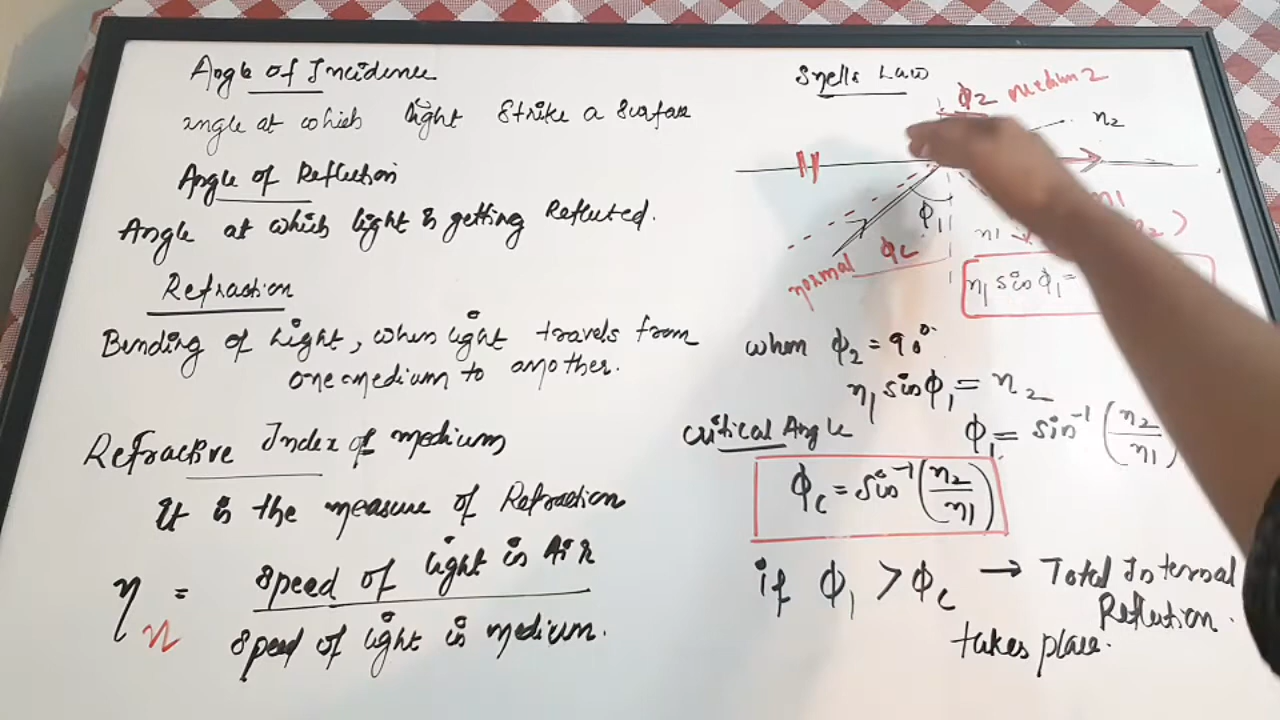 Angle of Incidence
angle at which light strike a surface
Angle of Reflection
Angle at which light is getting Reflected.
Refraction
Bending of Light, when light travels from
one medium to another.
Refractive Index of medium
It is the measure of Refraction
η = speed of light in Air
n speed of light in medium.
Snells Law
ϕ2 medium 2
n2
ϕ1
n1
n1
normal ϕc
n1 sin ϕ1 =
when ϕ2 = 90°
n1 sin ϕ1 = n2
ϕ1 = sin⁻¹ (n2/n1)
Critical Angle
ϕc = sin⁻¹ (n2/n1)
if ϕ1 > ϕc → Total Internal
Reflection.
takes place.